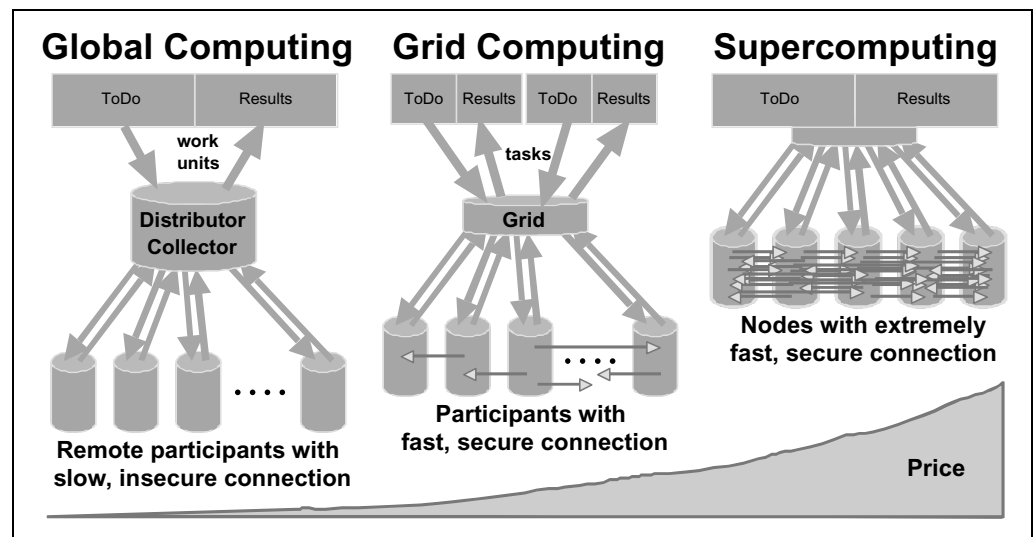 Global Computing
ToDo
Results
work
units
Distributor
Collector
Remote participants with
slow, insecure connection
Grid Computing
ToDo
Results
ToDo
Results
tasks
Grid
Participants with
fast, secure connection
Supercomputing
ToDo
Results
Nodes with extremely
fast, secure connection
Price